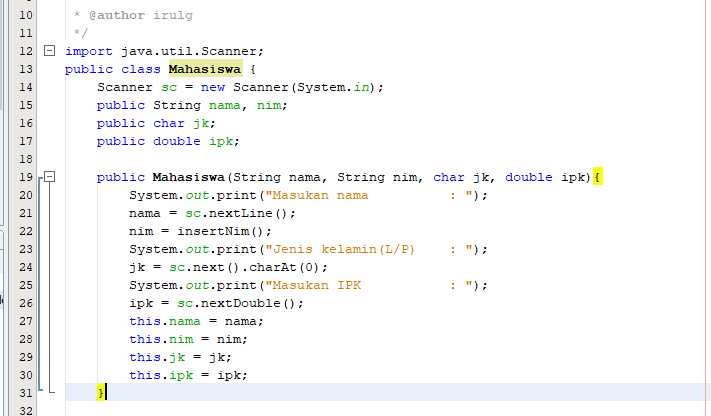 10 * @author irulg
11 */
12 import java.util.Scanner;
13 public class Mahasiswa {
14 Scanner sc = new Scanner(System.in);
15 public String nama, nim;
16 public char jk;
17 public double ipk;
18
19 public Mahasiswa(String nama, String nim, char jk, double ipk){
20 System.out.print("Masukan nama          : ");
21 nama = sc.nextLine();
22 nim = insertNim();
23 System.out.print("Jenis kelamin(L/P)    : ");
24 jk = sc.next().charAt(0);
25 System.out.print("Masukan IPK           : ");
26 ipk = sc.nextDouble();
27 this.nama = nama;
28 this.nim = nim;
29 this.jk = jk;
30 this.ipk = ipk;
31 }
32